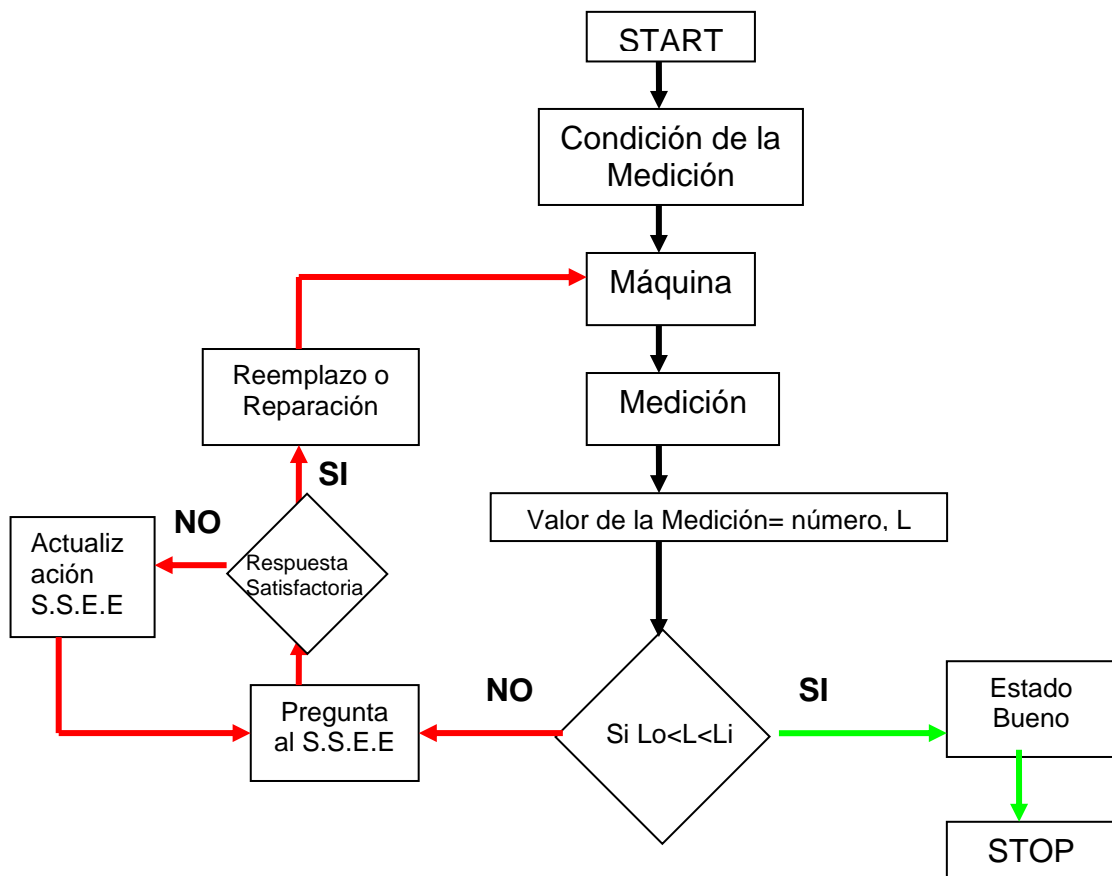 START
Condición de la
Medición
Máquina
Reemplazo o
Reparación
Medición
SI
NO
Valor de la Medición= número, L
Actualiz
ación
S.S.E.E
Respuesta
Satisfactoria
NO
SI
Estado
Bueno
Pregunta
al S.S.E.E
Si Lo<L<Li
STOP